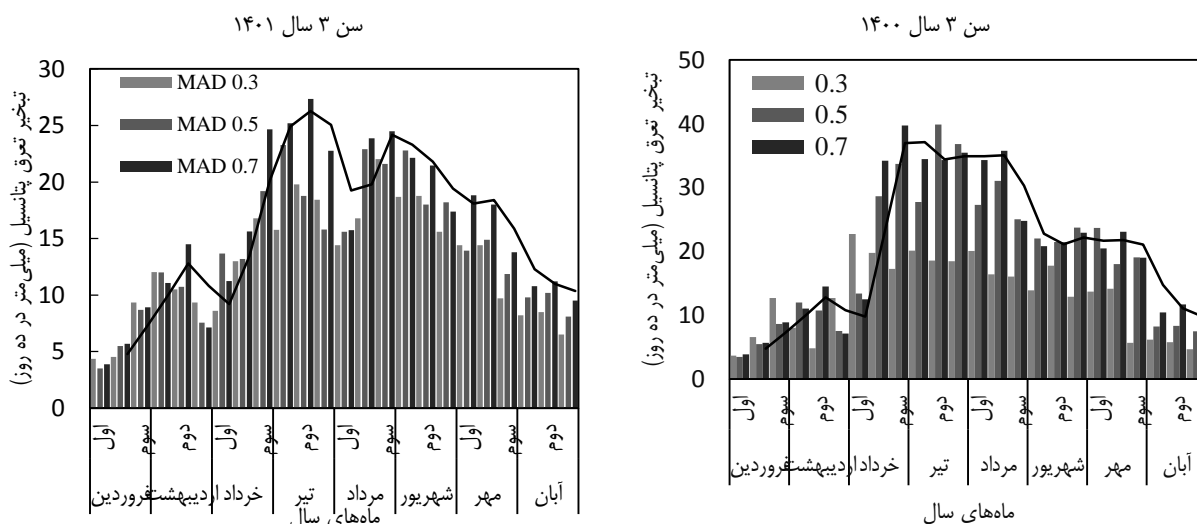 سن ۳ سال ۱۴۰۱
تبخیر تعرق پتانسیل (میلی‌متر در ده روز)
30
25
20
15
10
5
0
MAD 0.3
MAD 0.5
MAD 0.7
اول سوم دوم اول سوم دوم اول سوم دوم اول سوم دوم
فروردین اردیبهشت خرداد تیر مرداد شهریور مهر آبان
ماه‌های سال
سن ۳ سال ۱۴۰۰
تبخیر تعرق پتانسیل (میلی‌متر در ده روز)
50
40
30
20
10
0
0.3
0.5
0.7
اول سوم دوم اول سوم دوم اول سوم دوم اول سوم دوم
فروردین اردیبهشت خرداد تیر مرداد شهریور مهر آبان
ماه‌های سال